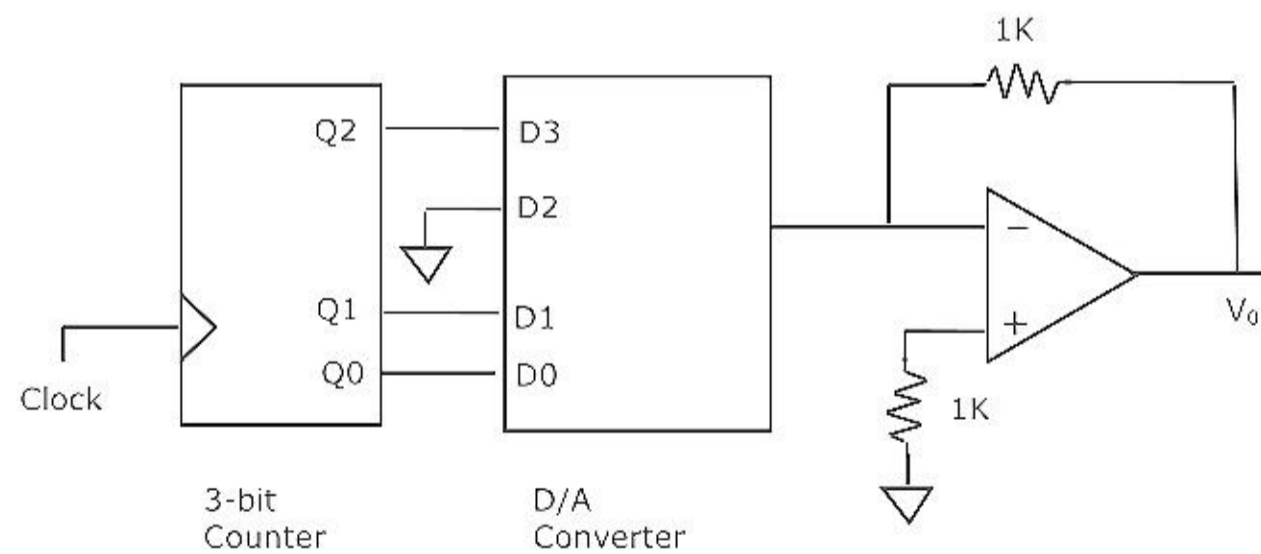 1K
Q2
D3
D2
−
Q1
D1
+
V₀
Q0
D0
1K
Clock
3-bit
Counter
D/A
Converter